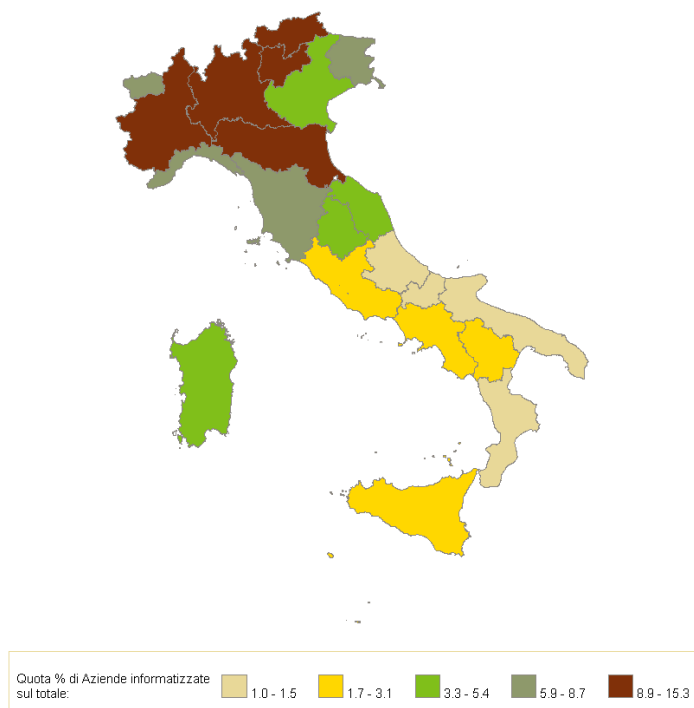 Quota % di Aziende informatizzate
sul totale:
1.0 - 1.5
1.7 - 3.1
3.3 - 5.4
5.9 - 8.7
8.9 - 15.3